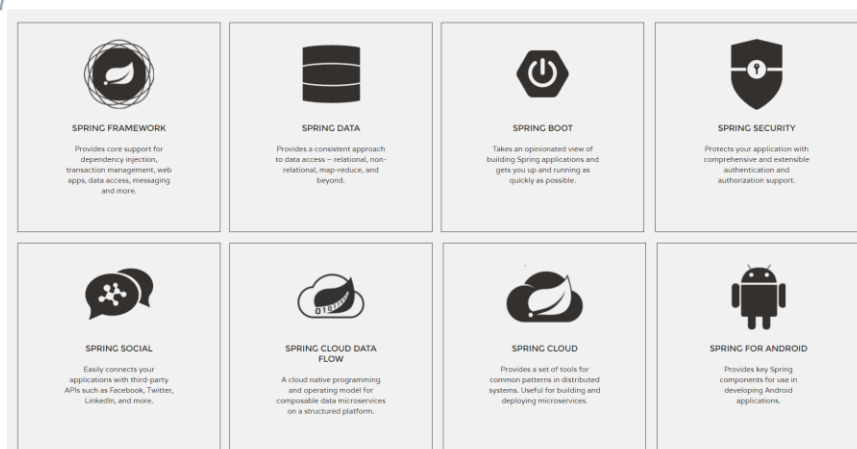 SPRING FRAMEWORK
Provides core support for
dependency injection,
transaction management, web
apps, data access, messaging
and more.
SPRING DATA
Provides a consistent approach
to data access – relational, non-
relational, map-reduce, and
beyond.
SPRING BOOT
Takes an opinionated view of
building Spring applications and
gets you up and running as
quickly as possible.
SPRING SECURITY
Protects your application with
comprehensive and extensible
authentication and
authorization support.
SPRING SOCIAL
Easily connects your
applications with third-party
APIs such as Facebook, Twitter,
LinkedIn, and more.
010
SPRING CLOUD DATA
FLOW
A cloud native programming
and operating model for
composable data microservices
on a structured platform.
SPRING CLOUD
Provides a set of tools for
common patterns in distributed
systems. Useful for building and
deploying microservices.
SPRING FOR ANDROID
Provides key Spring
components for use in
developing Android
applications.